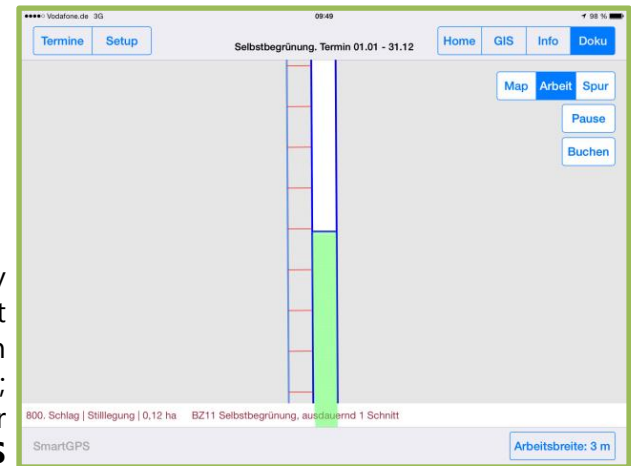 Vodafone.de 3G 09:49 98 %
Termine Setup Selbstbegrünung. Termin 01.01 - 31.12 Home GIS Info Doku
Map Arbeit Spur
Pause
Buchen
y
t
n
;
r
800. Schlag | Stilllegung | 0,12 ha BZ11 Selbstbegrünung, ausdauernd 1 Schnitt
S
SmartGPS Arbeitsbreite: 3 m